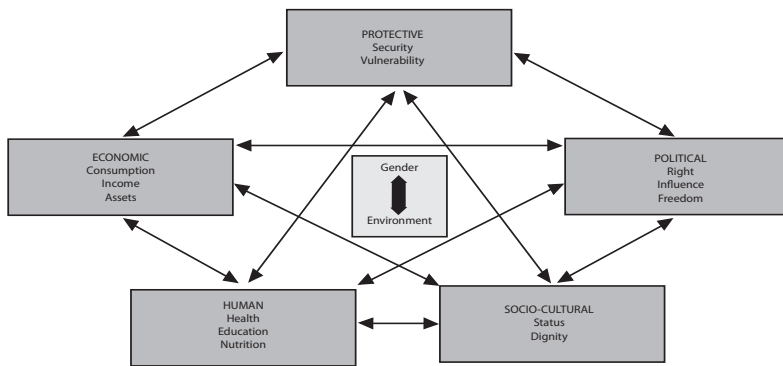 PROTECTIVE
Security
Vulnerability
ECONOMIC
Consumption
Income
Assets
Gender
Environment
POLITICAL
Right
Influence
Freedom
HUMAN
Health
Education
Nutrition
SOCIO-CULTURAL
Status
Dignity